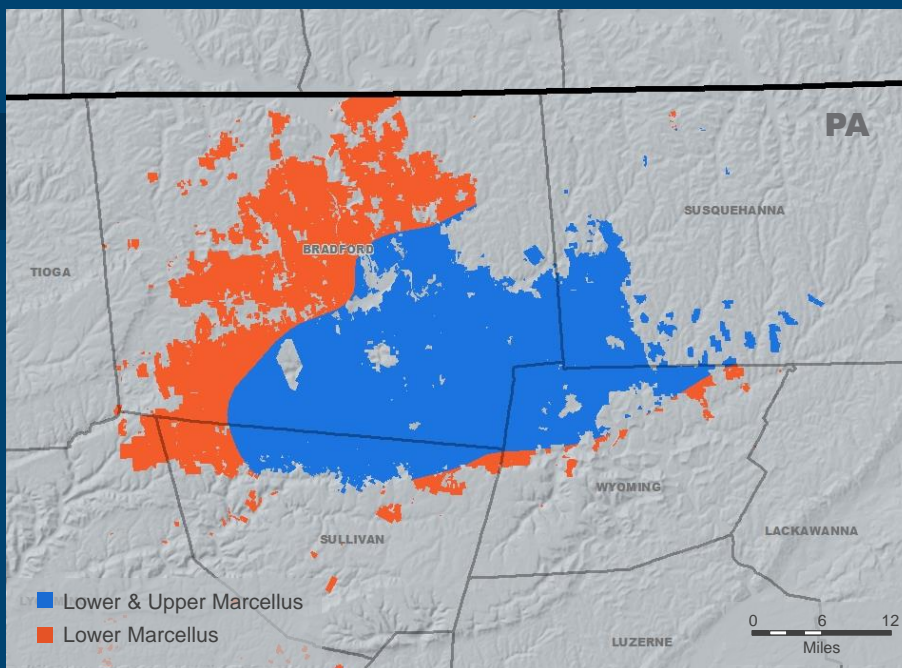 PA
SUSQUEHANNA
BRADFORD
TIOGA
WYOMING
LACKAWANNA
SULLIVAN
Lower & Upper Marcellus
Lower Marcellus
LUZERNE
0 6 12
Miles